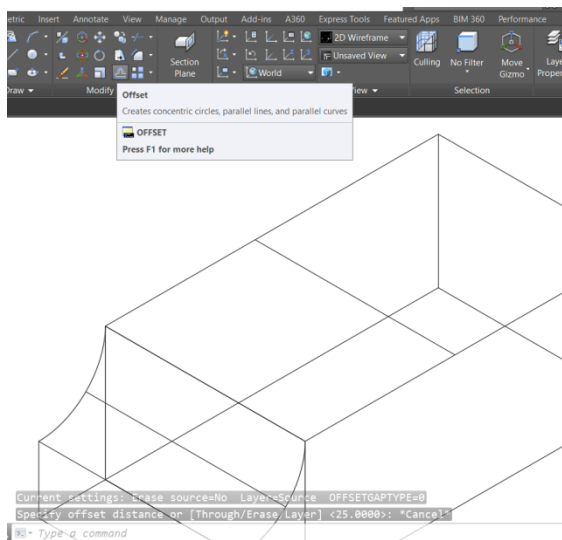 etric Insert Annotate View Manage Output Add-ins A360 Express Tools Featured Apps BIM 360 Performance
2D Wireframe
Unsaved View
Section
Plane
World
Culling
No Filter
Move
Gizmo
Laye
Proper
Draw
Modify
View
Selection
Offset
Creates concentric circles, parallel lines, and parallel curves
OFFSET
Press F1 for more help
Current settings: Erase source=No Layer=Source OFFSETGAPTYPE=0
Specify offset distance or [Through/Erase/Layer] <25.0000>: *Cancel*
Type a command